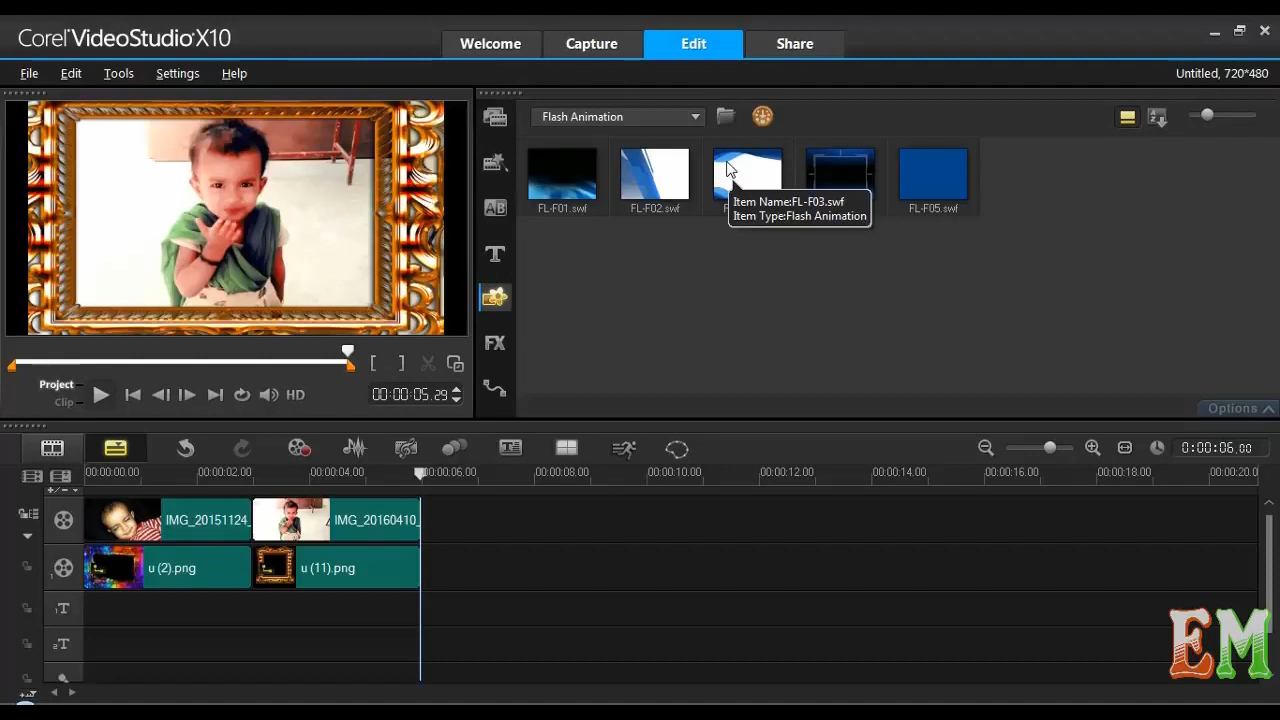 Corel® VideoStudio® X10
Welcome
Capture
Edit
Share
File
Edit
Tools
Settings
Help
Untitled, 720*480
Flash Animation
FL-F01.swf
FL-F02.swf
Item Name:FL-F03.swf
Item Type:Flash Animation
FL-F05.swf
AB
T
FX
Project
Clip
HD
00:00:05.29
Options
0:00:06.00
00:00:00.00
00:00:02.00
00:00:04.00
00:00:06.00
00:00:08.00
00:00:10.00
00:00:12.00
00:00:14.00
00:00:16.00
00:00:18.00
00:00:20.0
IMG_20151124_
IMG_20160410_
1
u (2).png
u (11).png
1T
2T
EM